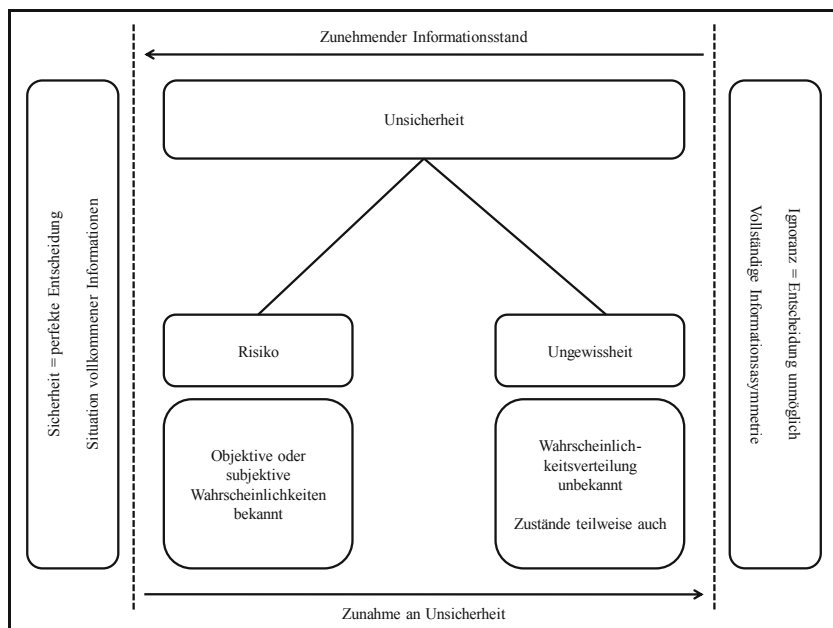 Zunehmender Informationsstand
Sicherheit = perfekte Entscheidung
Situation vollkommener Informationen
Unsicherheit
Risiko
Objektive oder
subjektive
Wahrscheinlichkeiten
bekannt
Ungewissheit
Wahrscheinlich-
keitsverteilung
unbekannt
Zustände teilweise auch
Ignoranz = Entscheidung unmöglich
Vollständige Informationsasymmetrie
Zunahme an Unsicherheit